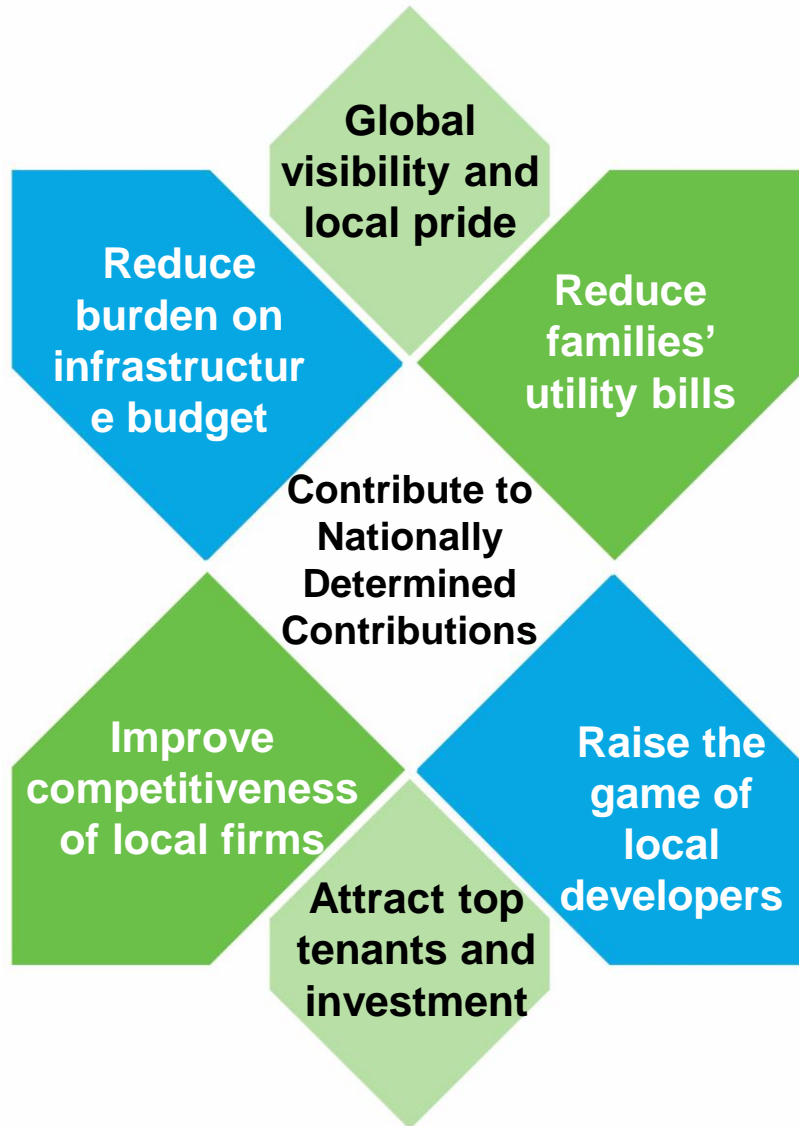 Global
visibility and
local pride
Reduce
burden on
infrastructur
e budget
Reduce
families’
utility bills
Contribute to
Nationally
Determined
Contributions
Improve
competitiveness
of local firms
Raise the
game of
local
developers
Attract top
tenants and
investment